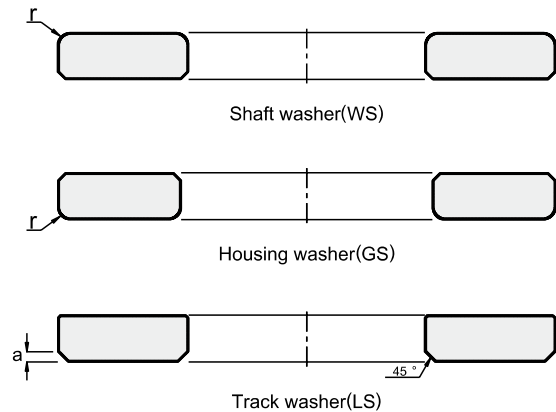 r
Shaft washer(WS)
r
Housing washer(GS)
a
45 °
Track washer(LS)